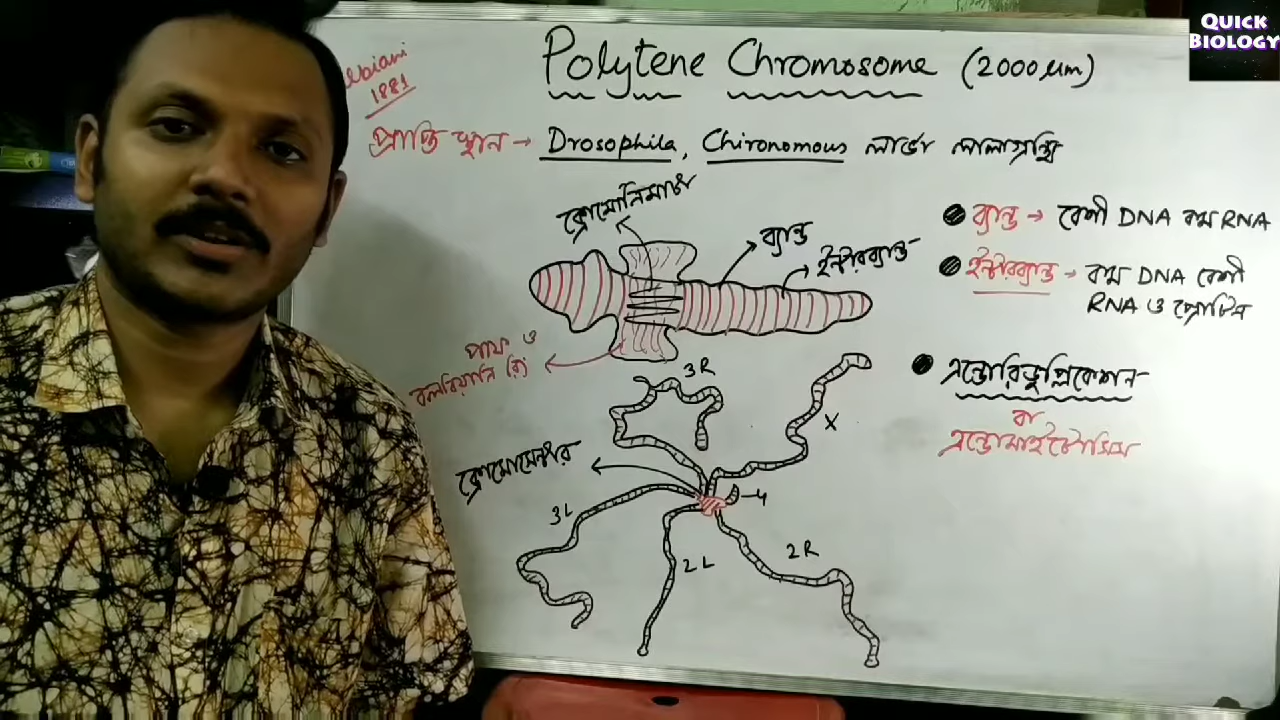 QUICK
BIOLOGY
Polytene Chromosome (2000 μm)
1881
প্রাপ্তি স্থান → Drosophila, Chironomous লার্ভা লালাগ্রন্থি
ক্রোমোনিমাটা
ব্যান্ড
ইন্টারব্যান্ড
পাফ ও
বলবিয়ানি রিং
● ব্যান্ড → বেশী DNA কম RNA
● ইন্টারব্যান্ড → কম DNA বেশী
RNA ও প্রোটিন
● এন্ডোরিডুপ্লিকেশন
বা
এন্ডোমাইটোসিস
3R
X
ক্রোমোসেন্টার
4
3L
2L
2R